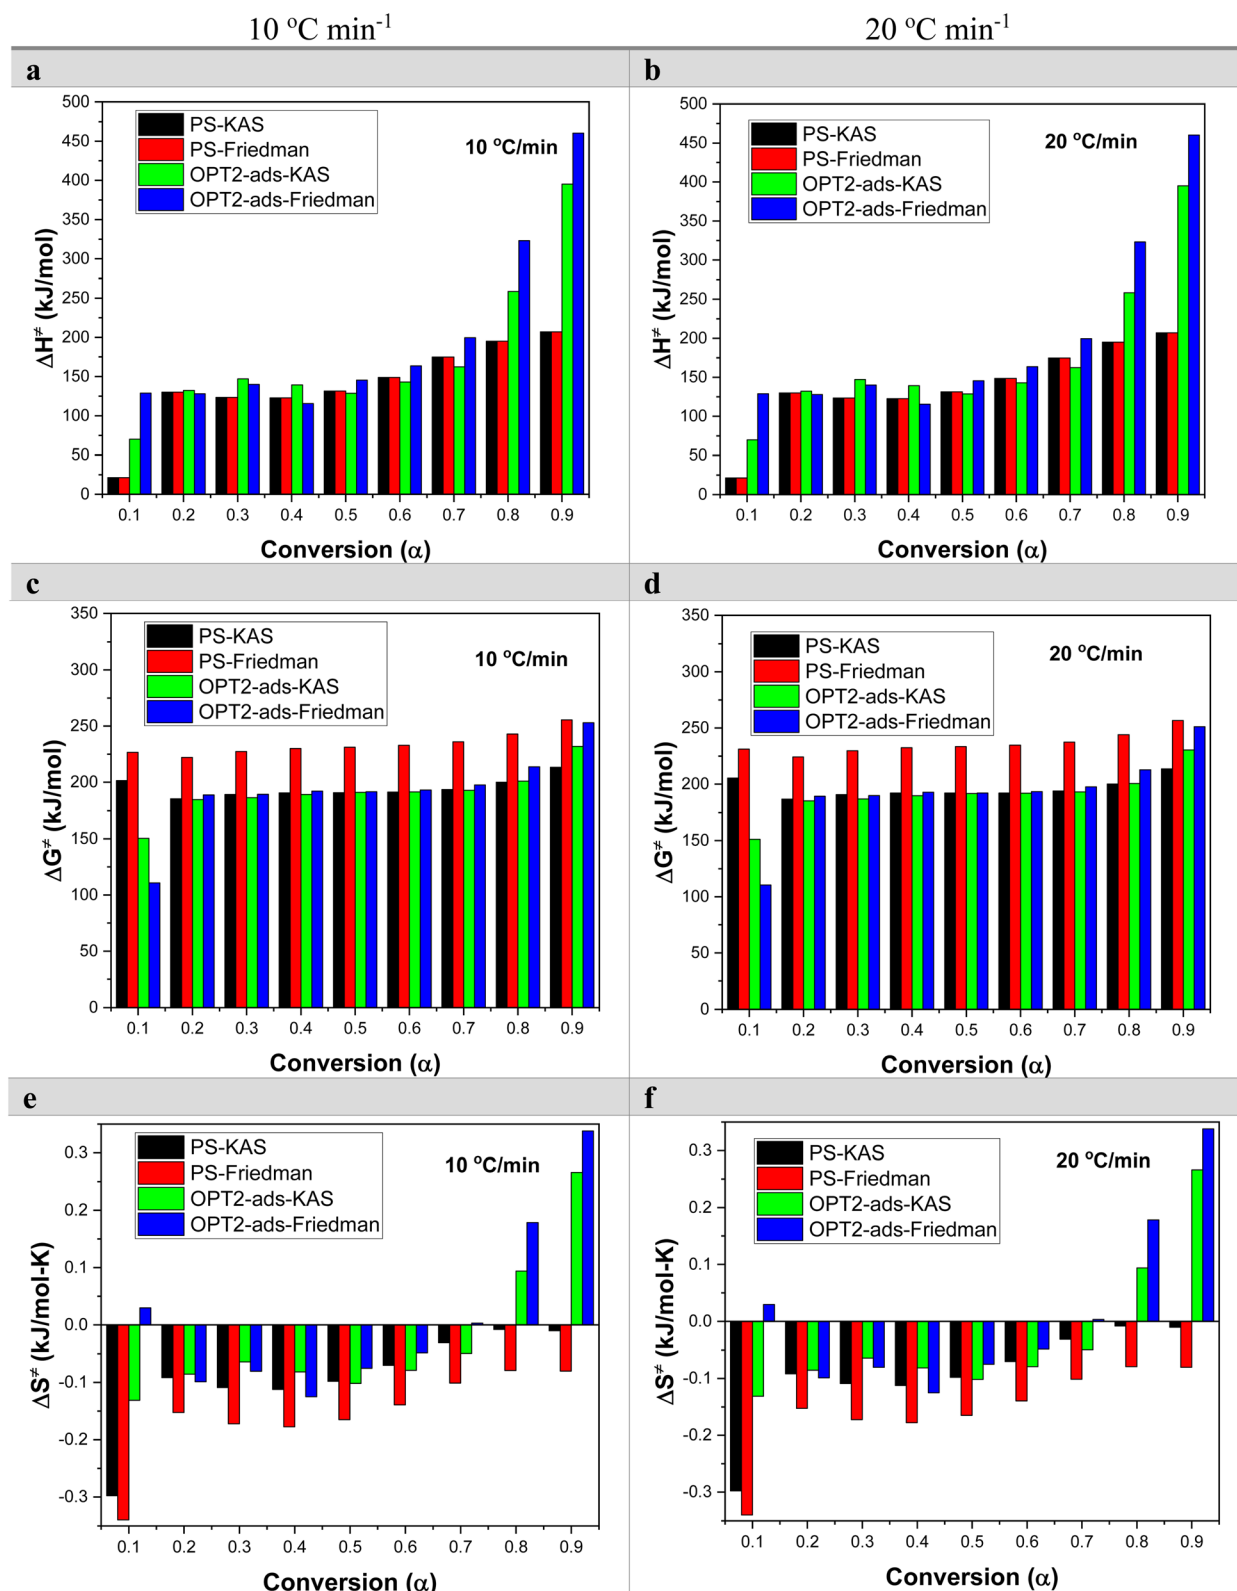 10 °C min⁻¹
20 °C min⁻¹
a
b
500
450
400
350
300
250
200
150
100
50
0
ΔH≠ (kJ/mol)
PS-KAS
PS-Friedman
OPT2-ads-KAS
OPT2-ads-Friedman
10 °C/min
0.1 0.2 0.3 0.4 0.5 0.6 0.7 0.8 0.9
Conversion (α)
500
450
400
350
300
250
200
150
100
50
0
ΔH≠ (kJ/mol)
PS-KAS
PS-Friedman
OPT2-ads-KAS
OPT2-ads-Friedman
20 °C/min
0.1 0.2 0.3 0.4 0.5 0.6 0.7 0.8 0.9
Conversion (α)
c
d
350
300
250
200
150
100
50
0
ΔG≠ (kJ/mol)
PS-KAS
PS-Friedman
OPT2-ads-KAS
OPT2-ads-Friedman
10 °C/min
0.1 0.2 0.3 0.4 0.5 0.6 0.7 0.8 0.9
Conversion (α)
350
300
250
200
150
100
50
0
ΔG≠ (kJ/mol)
PS-KAS
PS-Friedman
OPT2-ads-KAS
OPT2-ads-Friedman
20 °C/min
0.1 0.2 0.3 0.4 0.5 0.6 0.7 0.8 0.9
Conversion (α)
e
f
0.3
0.2
0.1
0.0
-0.1
-0.2
-0.3
ΔS≠ (kJ/mol-K)
PS-KAS
PS-Friedman
OPT2-ads-KAS
OPT2-ads-Friedman
10 °C/min
0.1 0.2 0.3 0.4 0.5 0.6 0.7 0.8 0.9
Conversion (α)
0.3
0.2
0.1
0.0
-0.1
-0.2
-0.3
ΔS≠ (kJ/mol-K)
PS-KAS
PS-Friedman
OPT2-ads-KAS
OPT2-ads-Friedman
20 °C/min
0.1 0.2 0.3 0.4 0.5 0.6 0.7 0.8 0.9
Conversion (α)